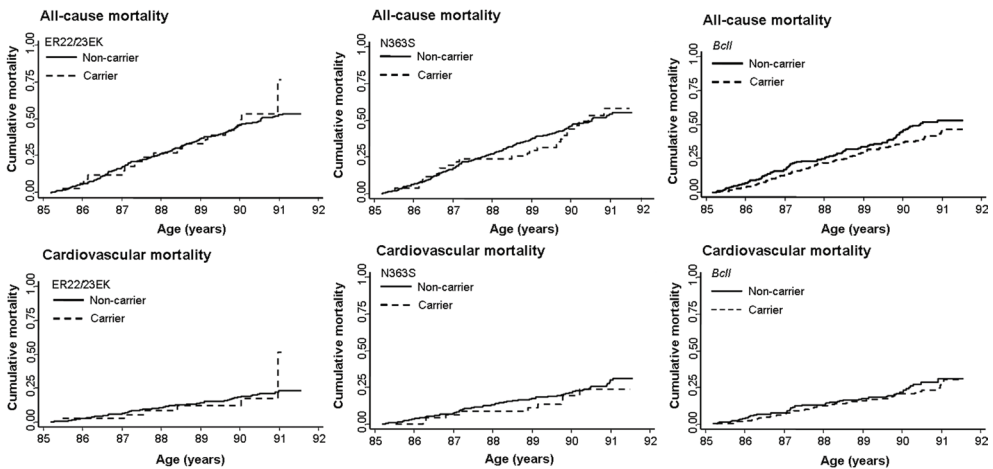 All-cause mortality
ER22/23EK
Non-carrier
Carrier
Cumulative mortality
0.00 0.25 0.50 0.75 1.00
85 86 87 88 89 90 91 92
Age (years)
All-cause mortality
N363S
Non-carrier
Carrier
Cumulative mortality
0.00 0.25 0.50 0.75 1.00
85 86 87 88 89 90 91 92
Age (years)
All-cause mortality
BclI
Non-carrier
Carrier
Cumulative mortality
0.00 0.25 0.50 0.75 1.00
85 86 87 88 89 90 91 92
Age (years)
Cardiovascular mortality
ER22/23EK
Non-carrier
Carrier
Cumulative mortality
0.00 0.25 0.50 0.75 1.00
85 86 87 88 89 90 91 92
Age (years)
Cardiovascular mortality
N363S
Non-carrier
Carrier
Cumulative mortality
0.00 0.25 0.50 0.75 1.00
85 86 87 88 89 90 91 92
Age (years)
Cardiovascular mortality
BclI
Non-carrier
Carrier
Cumulative mortality
0.00 0.25 0.50 0.75 1.00
85 86 87 88 89 90 91 92
Age (years)